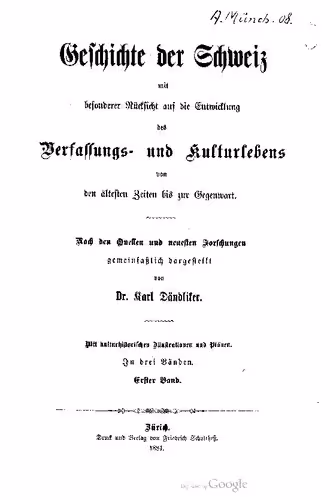 A. Münch. 08.
Geschichte der Schweiz
mit
besonderer Rücksicht auf die Entwicklung
des
Verfassungs- und Kulturlebens
von
den ältesten Zeiten bis zur Gegenwart.
Nach den Quellen und neuesten Forschungen
gemeinfaßlich dargestellt
von
Dr. Karl Dändliker.
Mit kulturhistorischen Illustrationen und Plänen.
In drei Bänden.
Erster Band.
Zürich.
Druck und Verlag von Friedrich Schultheß.
1884.
Google